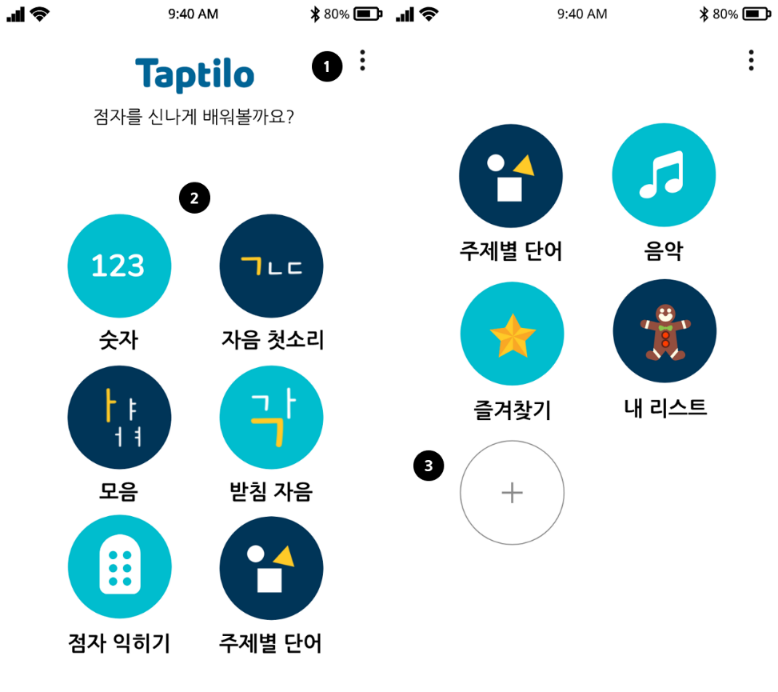 9:40 AM
80%
Taptilo
1
점자를 신나게 배워볼까요?
2
123
ㄱㄴㄷ
숫자
자음 첫소리
ㅏㅑ
ㅓㅕ
각
모음
받침 자음
점자 익히기
주제별 단어
9:40 AM
80%
주제별 단어
음악
즐겨찾기
내 리스트
3
+